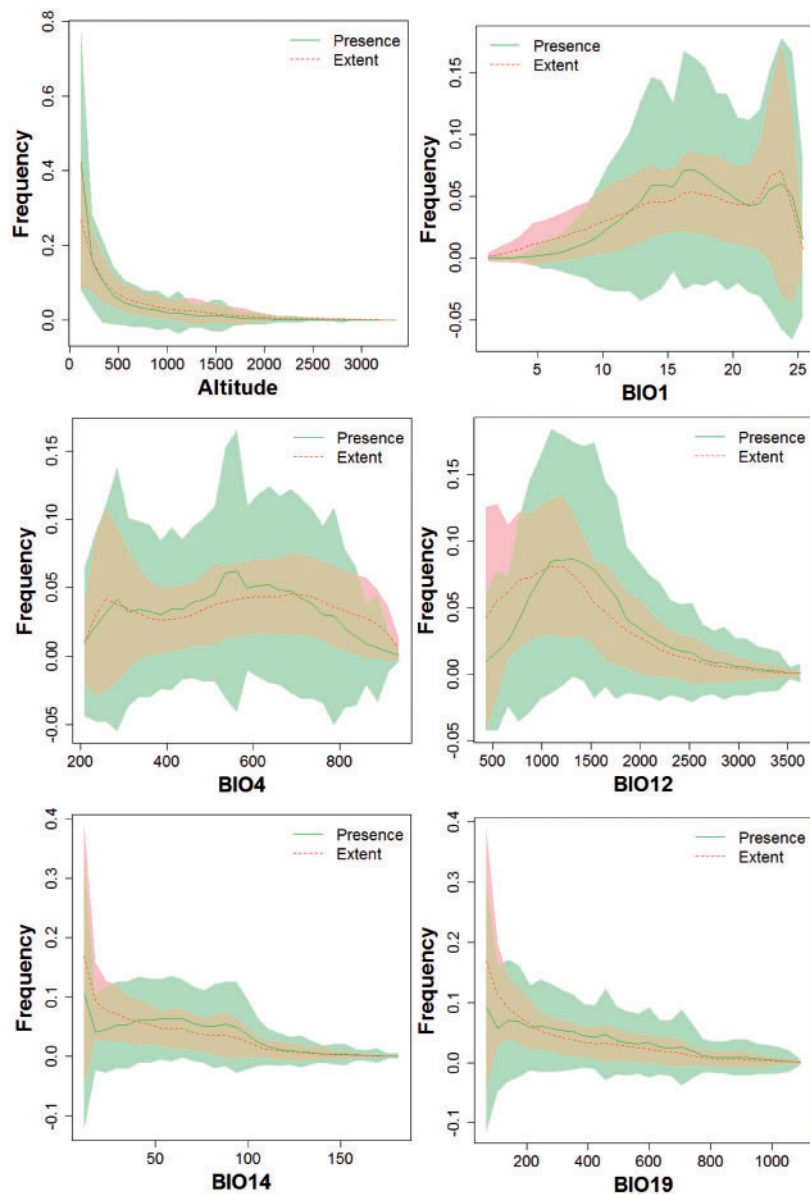 Frequency
0.0 0.2 0.4 0.6 0.8
Presence
Extent
0 500 1000 1500 2000 2500 3000
Altitude
Frequency
-0.05 0.00 0.05 0.10 0.15
Presence
Extent
5 10 15 20 25
BIO1
Frequency
-0.05 0.00 0.05 0.10 0.15
Presence
Extent
200 400 600 800
BIO4
Frequency
-0.05 0.00 0.05 0.10 0.15
Presence
Extent
500 1000 1500 2000 2500 3000 3500
BIO12
Frequency
-0.1 0.0 0.1 0.2 0.3 0.4
Presence
Extent
50 100 150
BIO14
Frequency
-0.1 0.0 0.1 0.2 0.3 0.4
Presence
Extent
200 400 600 800 1000
BIO19